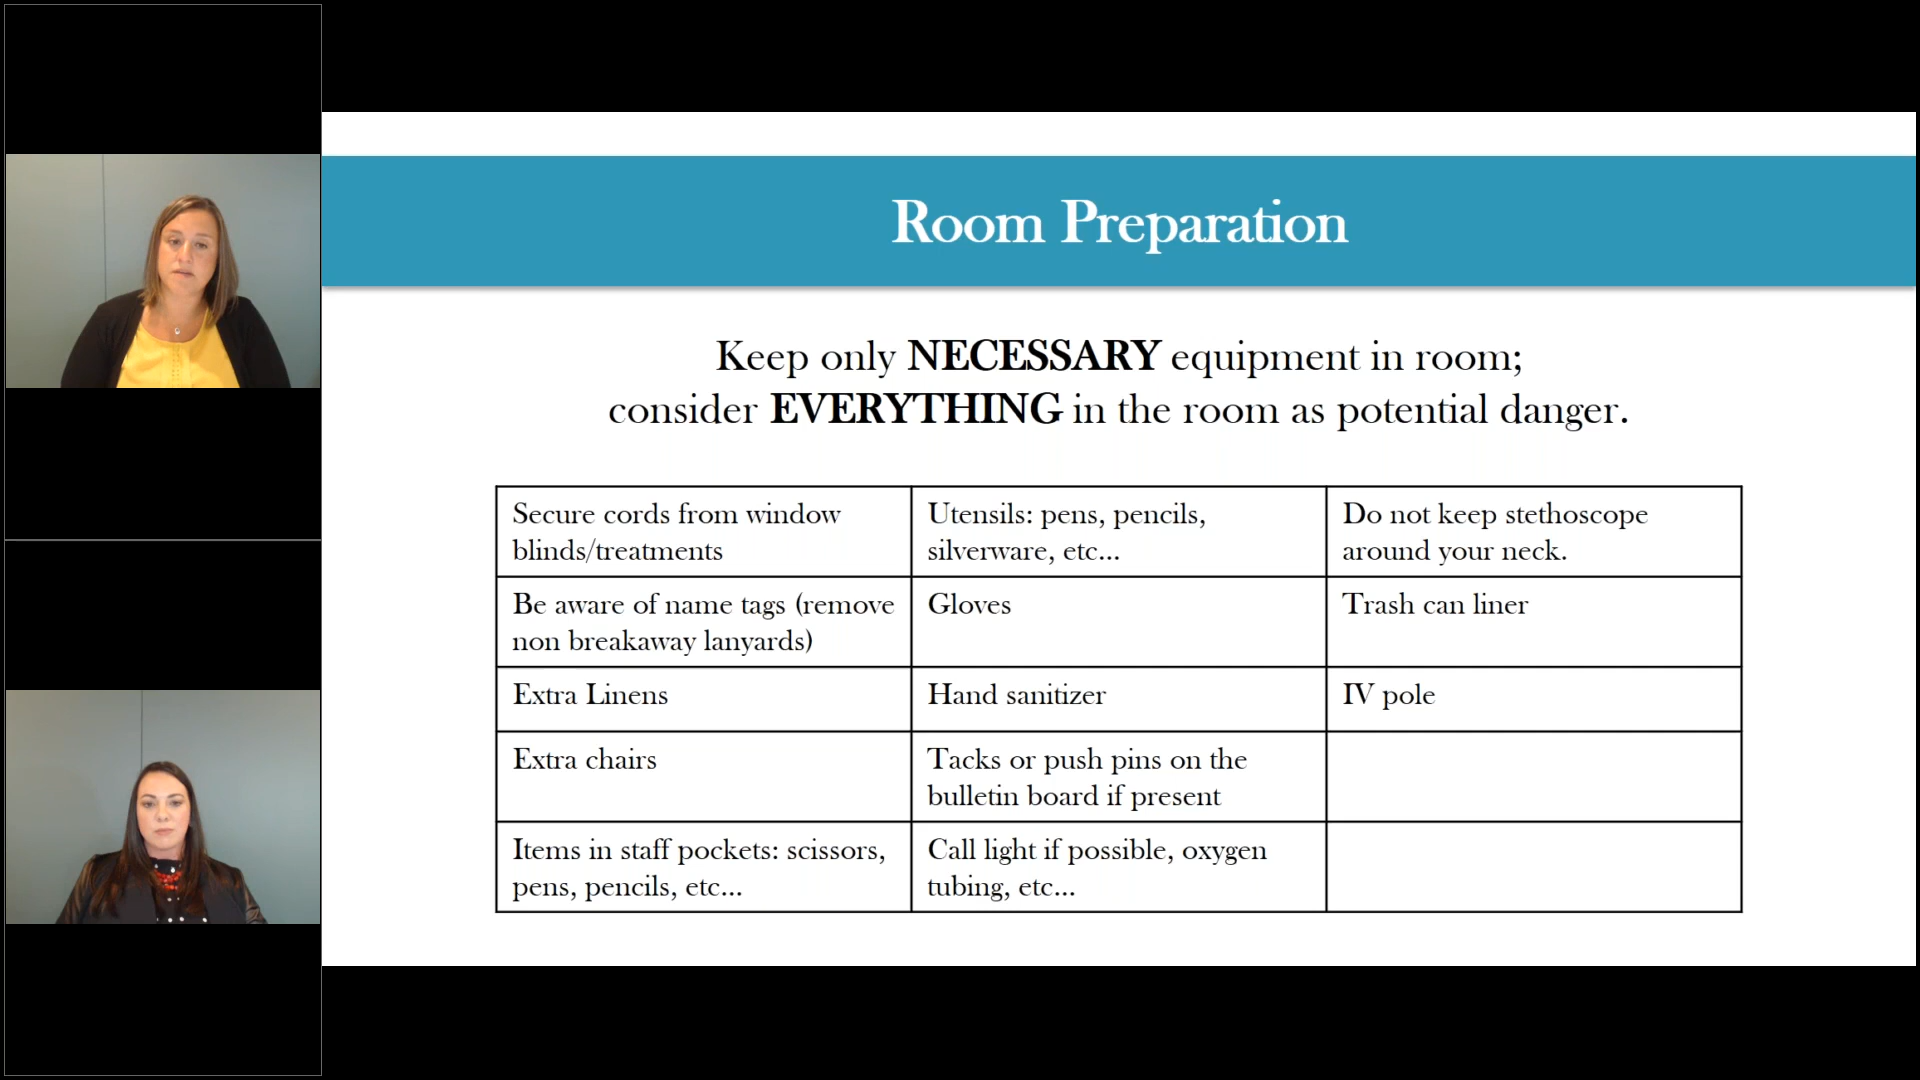 Room Preparation
Keep only NECESSARY equipment in room;
consider EVERYTHING in the room as potential danger.
Secure cords from window
blinds/treatments
Utensils: pens, pencils,
silverware, etc...
Do not keep stethoscope
around your neck.
Be aware of name tags (remove
non breakaway lanyards)
Gloves
Trash can liner
Extra Linens
Hand sanitizer
IV pole
Extra chairs
Tacks or push pins on the
bulletin board if present
Items in staff pockets: scissors,
pens, pencils, etc...
Call light if possible, oxygen
tubing, etc...